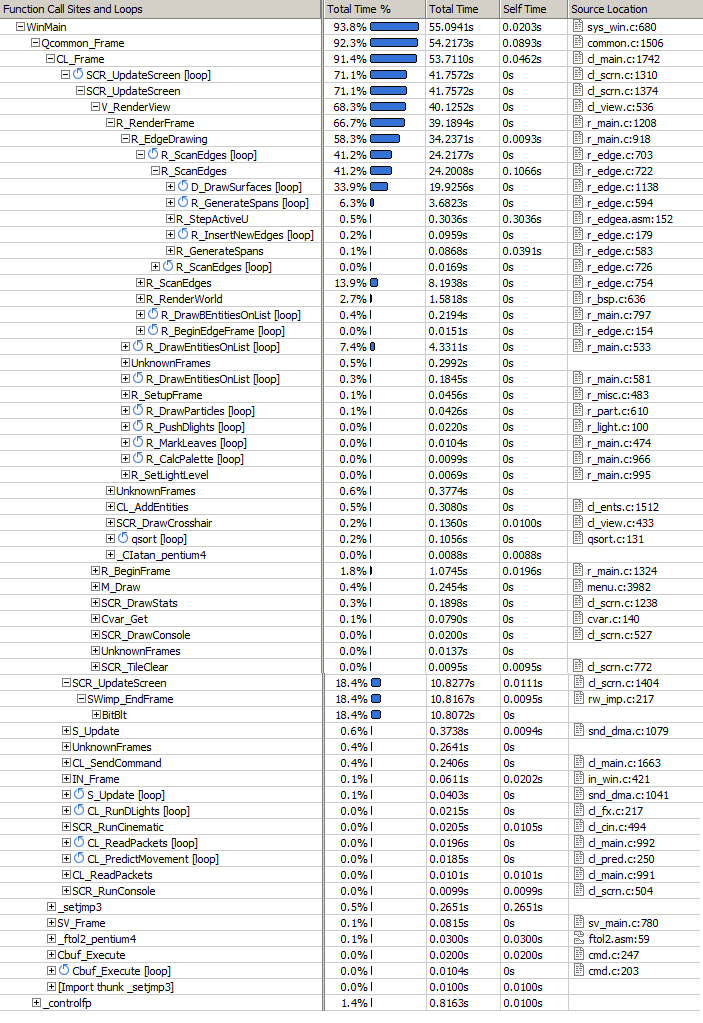 Function Call Sites and Loops Total Time % Total Time Self Time Source Location
WinMain 93.8% 55.0941s 0.0203s sys_win.c:680
Qcommon_Frame 92.3% 54.2173s 0.0893s common.c:1506
CL_Frame 91.4% 53.7110s 0.0462s cl_main.c:1742
SCR_UpdateScreen [loop] 71.1% 41.7572s 0s cl_scrn.c:1310
SCR_UpdateScreen 71.1% 41.7572s 0s cl_scrn.c:1374
V_RenderView 68.3% 40.1252s 0s cl_view.c:536
R_RenderFrame 66.7% 39.1894s 0s r_main.c:1208
R_EdgeDrawing 58.3% 34.2371s 0.0093s r_main.c:918
R_ScanEdges [loop] 41.2% 24.2177s 0s r_edge.c:703
R_ScanEdges 41.2% 24.2008s 0.1066s r_edge.c:722
D_DrawSurfaces [loop] 33.9% 19.9256s 0s r_edge.c:1138
R_GenerateSpans [loop] 6.3% 3.6823s 0s r_edge.c:594
R_StepActiveU 0.5% 0.3036s 0.3036s r_edgea.asm:152
R_InsertNewEdges [loop] 0.2% 0.0959s 0s r_edge.c:179
R_GenerateSpans 0.1% 0.0868s 0.0391s r_edge.c:583
R_ScanEdges [loop] 0.0% 0.0169s 0s r_edge.c:726
R_ScanEdges 13.9% 8.1938s 0s r_edge.c:754
R_RenderWorld 2.7% 1.5818s 0s r_bsp.c:636
R_DrawBEntitiesOnList [loop] 0.4% 0.2194s 0s r_main.c:797
R_BeginEdgeFrame [loop] 0.0% 0.0151s 0s r_edge.c:154
R_DrawEntitiesOnList [loop] 7.4% 4.3311s 0s r_main.c:533
UnknownFrames 0.5% 0.2992s 0s
R_DrawEntitiesOnList [loop] 0.3% 0.1845s 0s r_main.c:581
R_SetupFrame 0.1% 0.0456s 0s r_misc.c:483
R_DrawParticles [loop] 0.1% 0.0426s 0s r_part.c:610
R_PushDlights [loop] 0.0% 0.0220s 0s r_light.c:100
R_MarkLeaves [loop] 0.0% 0.0104s 0s r_main.c:474
R_CalcPalette [loop] 0.0% 0.0099s 0s r_main.c:966
R_SetLightLevel 0.0% 0.0069s 0s r_main.c:995
UnknownFrames 0.6% 0.3774s 0s
CL_AddEntities 0.5% 0.3080s 0s cl_ents.c:1512
SCR_DrawCrosshair 0.2% 0.1360s 0.0100s cl_view.c:433
qsort [loop] 0.2% 0.1056s 0s qsort.c:131
_CIatan_pentium4 0.0% 0.0088s 0.0088s
R_BeginFrame 1.8% 1.0745s 0.0196s r_main.c:1324
M_Draw 0.4% 0.2454s 0s menu.c:3982
SCR_DrawStats 0.3% 0.1898s 0s cl_scrn.c:1238
Cvar_Get 0.1% 0.0790s 0s cvar.c:140
SCR_DrawConsole 0.0% 0.0200s 0s cl_scrn.c:527
UnknownFrames 0.0% 0.0137s 0s
SCR_TileClear 0.0% 0.0095s 0.0095s cl_scrn.c:772
SCR_UpdateScreen 18.4% 10.8277s 0.0111s cl_scrn.c:1404
SWimp_EndFrame 18.4% 10.8167s 0.0095s rw_imp.c:217
BitBlt 18.4% 10.8072s 0s
S_Update 0.6% 0.3738s 0.0094s snd_dma.c:1079
UnknownFrames 0.4% 0.2641s 0s
CL_SendCommand 0.4% 0.2406s 0s cl_main.c:1663
IN_Frame 0.1% 0.0611s 0.0202s in_win.c:421
S_Update [loop] 0.1% 0.0403s 0s snd_dma.c:1041
CL_RunDLights [loop] 0.0% 0.0215s 0s cl_fx.c:217
SCR_RunCinematic 0.0% 0.0205s 0.0105s cl_cin.c:494
CL_ReadPackets [loop] 0.0% 0.0196s 0s cl_main.c:992
CL_PredictMovement [loop] 0.0% 0.0185s 0s cl_pred.c:250
CL_ReadPackets 0.0% 0.0101s 0.0101s cl_main.c:991
SCR_RunConsole 0.0% 0.0099s 0.0099s cl_scrn.c:504
_setjmp3 0.5% 0.2651s 0.2651s
SV_Frame 0.1% 0.0815s 0s sv_main.c:780
_ftol2_pentium4 0.1% 0.0300s 0.0300s ftol2.asm:59
Cbuf_Execute 0.0% 0.0200s 0.0200s cmd.c:247
Cbuf_Execute [loop] 0.0% 0.0104s 0s cmd.c:203
[Import thunk _setjmp3] 0.0% 0.0100s 0.0100s
_controlfp 1.4% 0.8163s 0.0100s